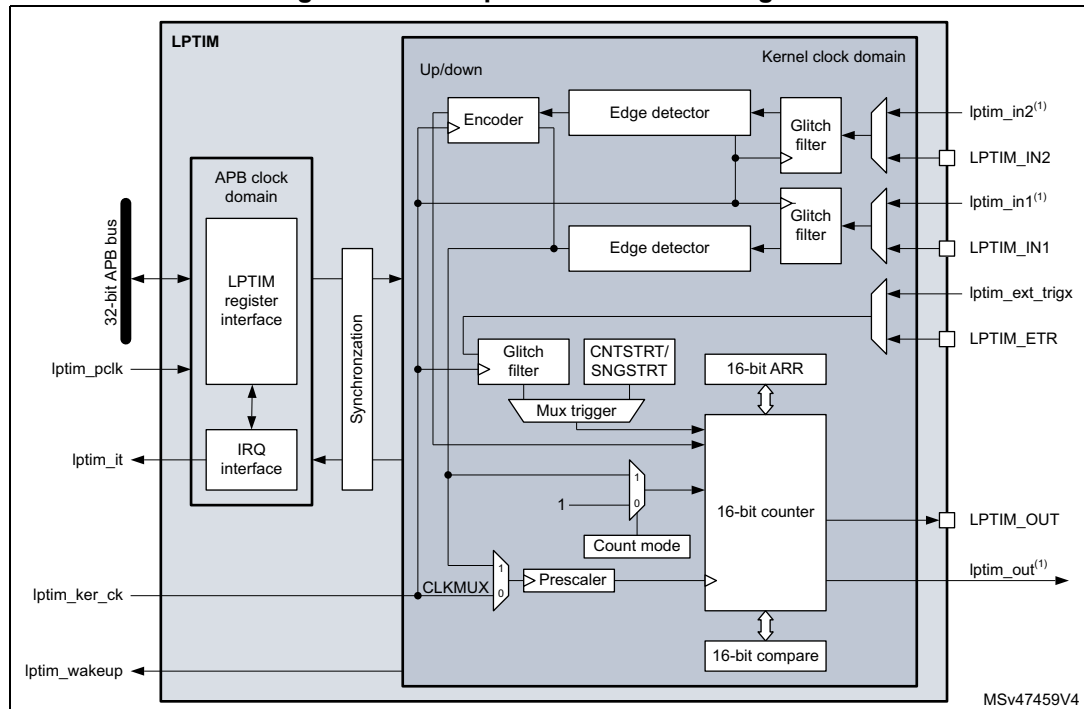 LPTIM
Up/down
Kernel clock domain
Encoder
Edge detector
Glitch
filter
lptim_in2(1)
LPTIM_IN2
APB clock
domain
Glitch
filter
lptim_in1(1)
LPTIM_IN1
Edge detector
32-bit APB bus
LPTIM
register
interface
Synchronzation
lptim_ext_trigx
LPTIM_ETR
Glitch
filter
CNTSTRT/
SNGSTRT
16-bit ARR
lptim_pclk
Mux trigger
IRQ
interface
lptim_it
1
1
0
16-bit counter
LPTIM_OUT
Count mode
lptim_ker_ck
CLKMUX
1
0
Prescaler
lptim_out(1)
16-bit compare
lptim_wakeup
MSv47459V4